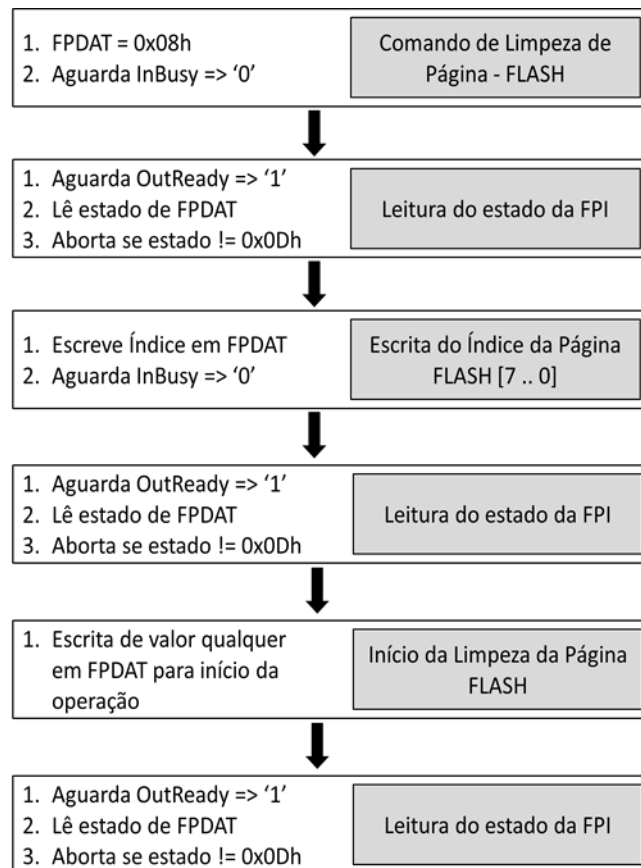 1. FPDAT = 0x08h
2. Aguarda InBusy => ‘0’
Comando de Limpeza de
Página - FLASH
1. Aguarda OutReady => ‘1’
2. Lê estado de FPDAT
3. Aborta se estado != 0x0Dh
Leitura do estado da FPI
1. Escreve Índice em FPDAT
2. Aguarda InBusy => ‘0’
Escrita do Índice da Página
FLASH [7 .. 0]
1. Aguarda OutReady => ‘1’
2. Lê estado de FPDAT
3. Aborta se estado != 0x0Dh
Leitura do estado da FPI
1. Escrita de valor qualquer
em FPDAT para início da
operação
Início da Limpeza da Página
FLASH
1. Aguarda OutReady => ‘1’
2. Lê estado de FPDAT
3. Aborta se estado != 0x0Dh
Leitura do estado da FPI